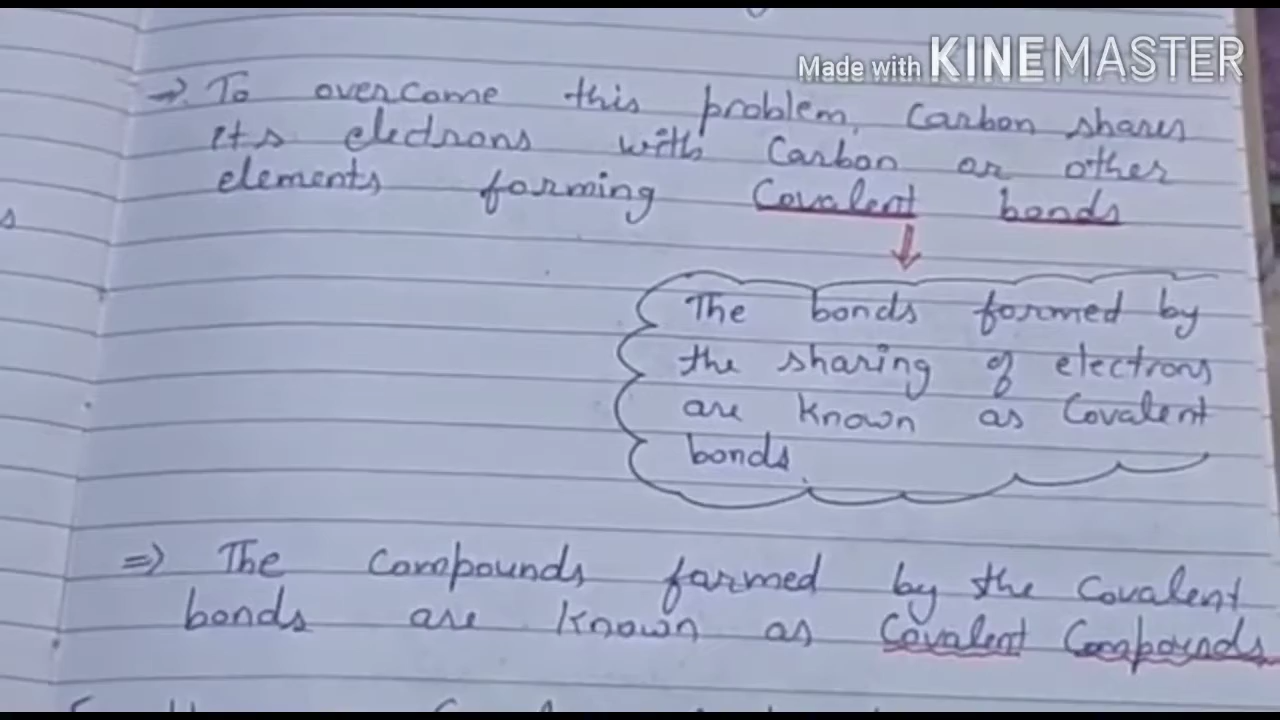 Made with KINEMASTER
→ To overcome this problem, Carbon shares
its electrons with Carbon or other
elements forming Covalent bonds
↓
The bonds formed by
the sharing of electrons
are known as Covalent
bonds.
⇒ The Compounds formed by the Covalent
bonds are known as Covalent Compounds